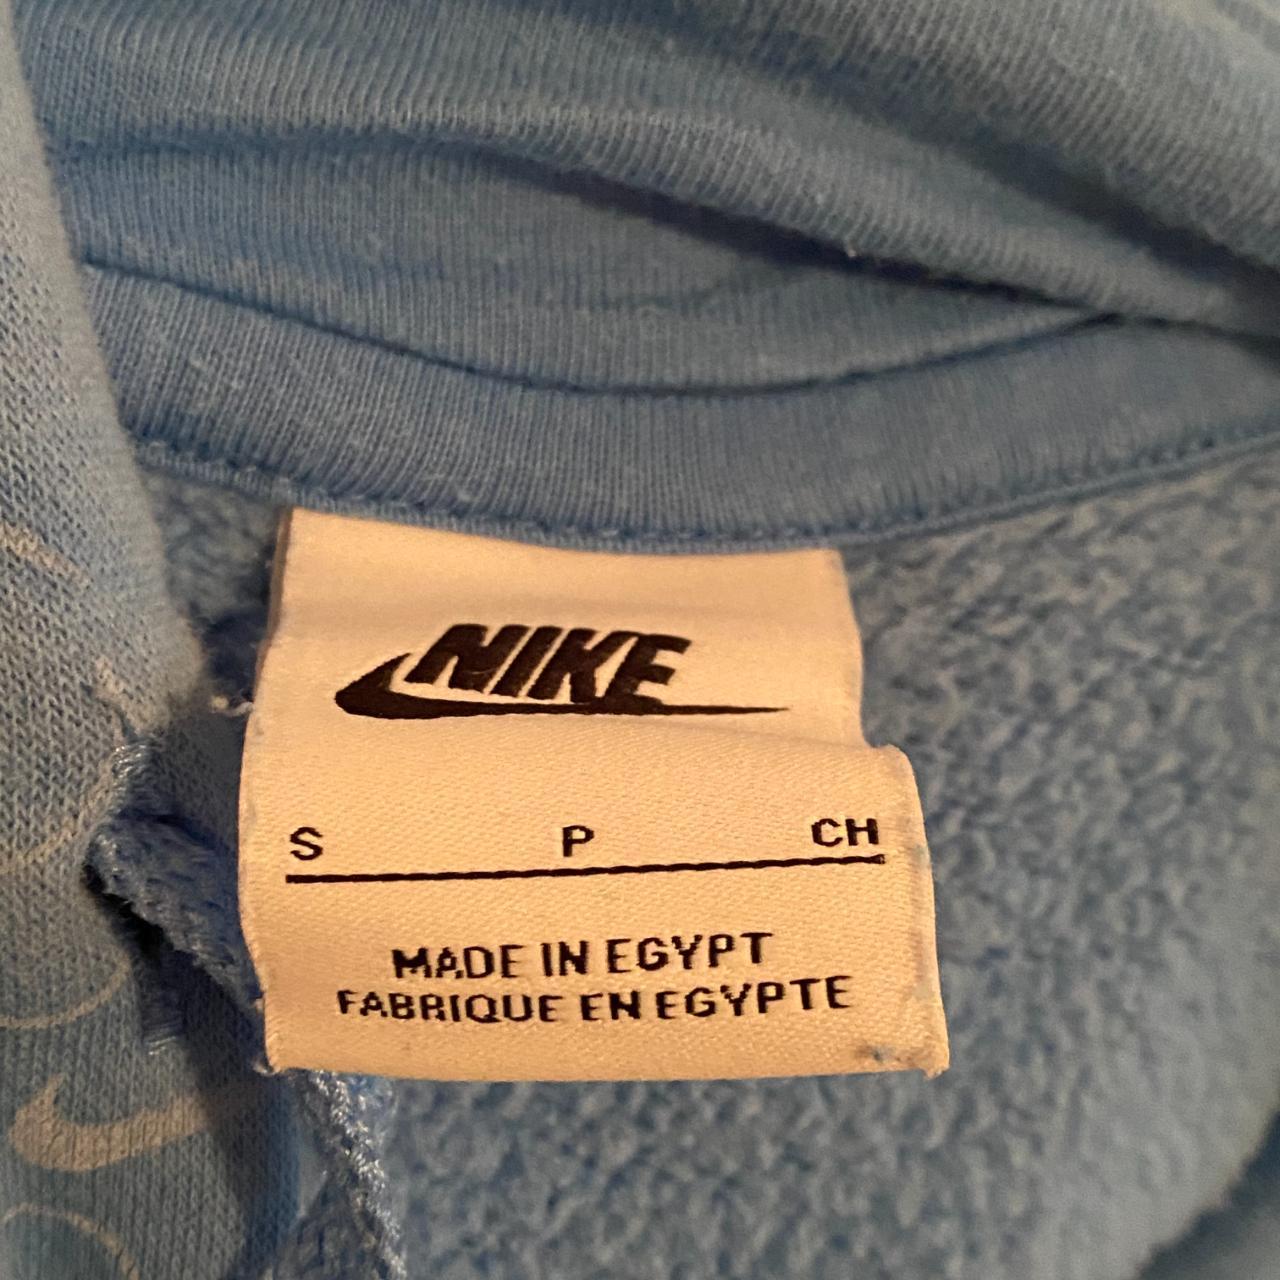 NIKE
S P CH
MADE IN EGYPT
FABRIQUE EN EGYPTE